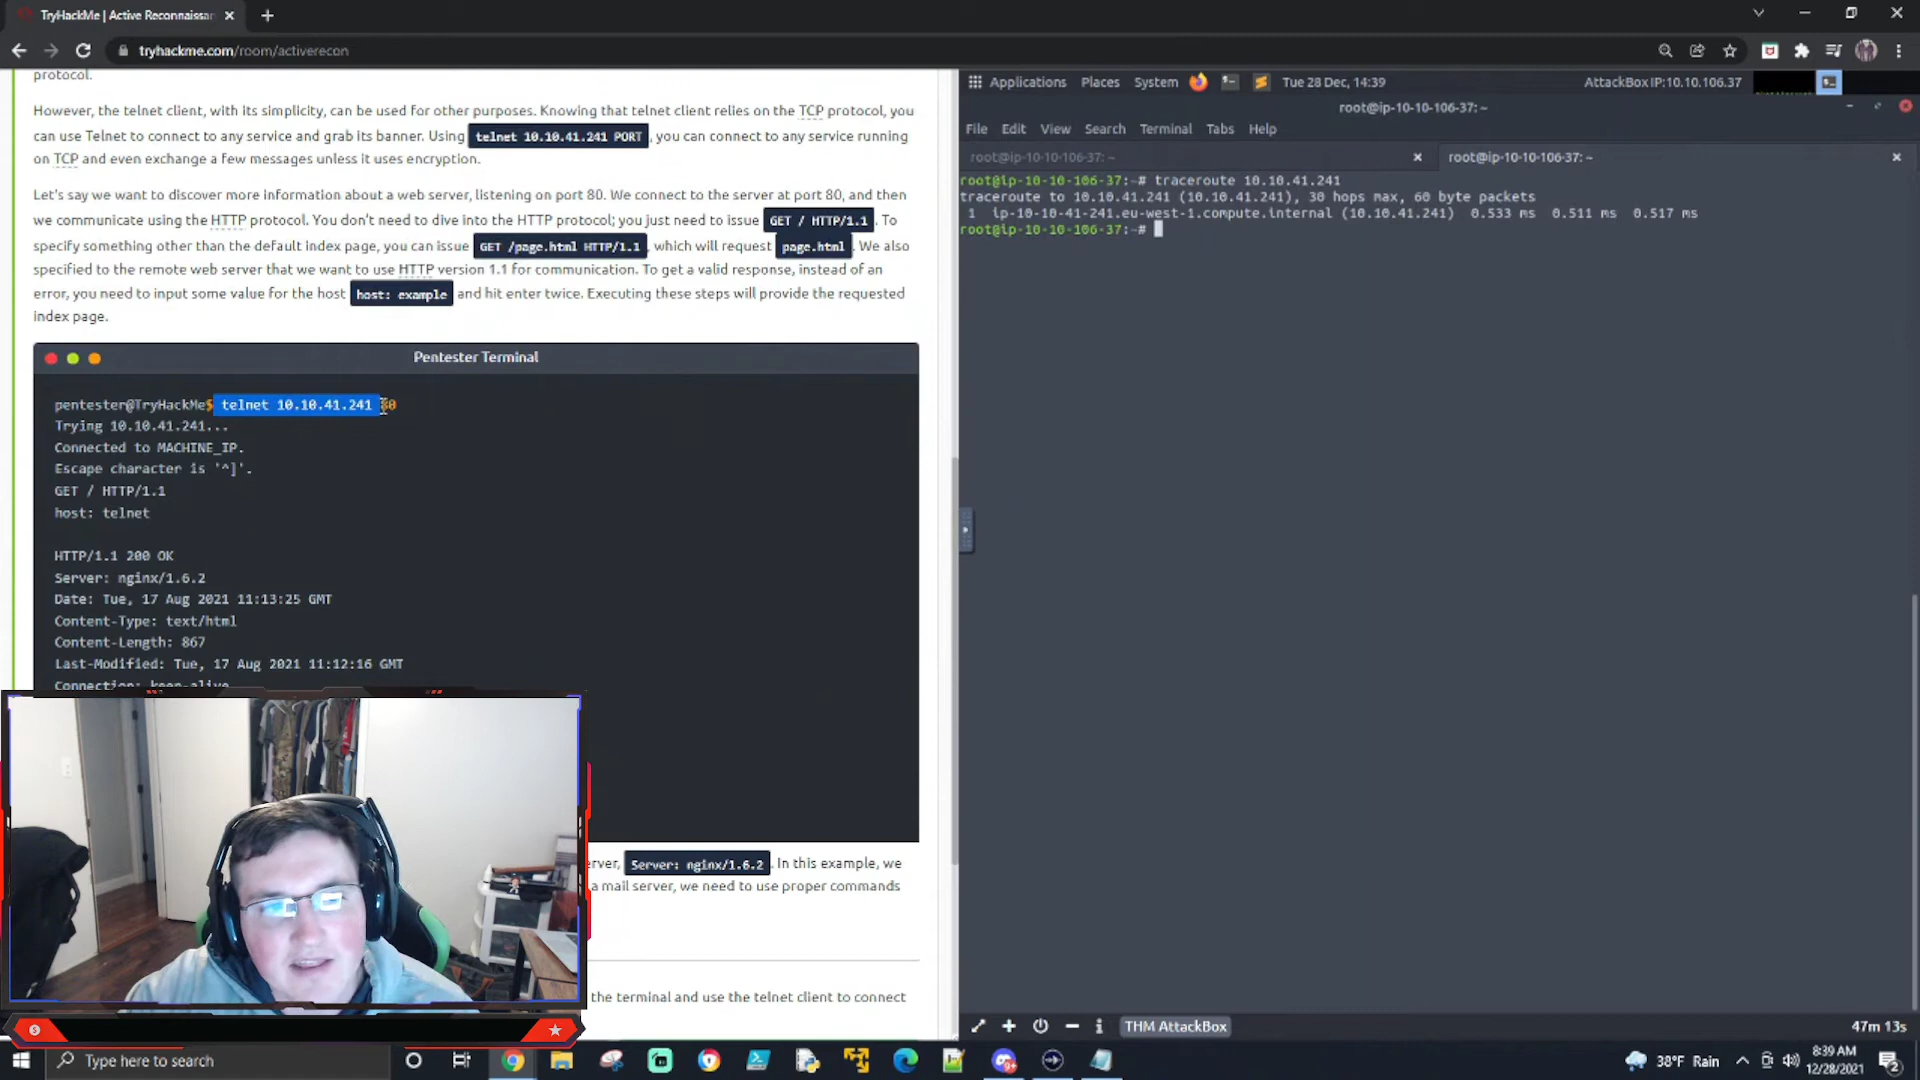 TryHackMe | Active Reconnaissan
tryhackme.com/room/activerecon
protocol.
However, the telnet client, with its simplicity, can be used for other purposes. Knowing that telnet client relies on the TCP protocol, you
can use Telnet to connect to any service and grab its banner. Using telnet 10.10.41.241 PORT, you can connect to any service running
on TCP and even exchange a few messages unless it uses encryption.
Let's say we want to discover more information about a web server, listening on port 80. We connect to the server at port 80, and then
we communicate using the HTTP protocol. You don't need to dive into the HTTP protocol; you just need to issue GET / HTTP/1.1. To
specify something other than the default index page, you can issue GET /page.html HTTP/1.1, which will request page.html. We also
specified to the remote web server that we want to use HTTP version 1.1 for communication. To get a valid response, instead of an
error, you need to input some value for the host host: example and hit enter twice. Executing these steps will provide the requested
index page.
Pentester Terminal
pentester@TryHackMe$ telnet 10.10.41.241 80
Trying 10.10.41.241...
Connected to MACHINE_IP.
Escape character is '^]'.
GET / HTTP/1.1
host: telnet
HTTP/1.1 200 OK
Server: nginx/1.6.2
Date: Tue, 17 Aug 2021 11:13:25 GMT
Content-Type: text/html
Content-Length: 867
Last-Modified: Tue, 17 Aug 2021 11:12:16 GMT
Connection: keep-alive
erver, Server: nginx/1.6.2. In this example, we
a mail server, we need to use proper commands
the terminal and use the telnet client to connect
Applications Places System Tue 28 Dec, 14:39 AttackBox IP:10.10.106.37
root@ip-10-10-106-37: ~
File Edit View Search Terminal Tabs Help
root@ip-10-10-106-37: ~ root@ip-10-10-106-37: ~
root@ip-10-10-106-37:~# traceroute 10.10.41.241
traceroute to 10.10.41.241 (10.10.41.241), 30 hops max, 60 byte packets
1 ip-10-10-41-241.eu-west-1.compute.internal (10.10.41.241) 0.533 ms 0.511 ms 0.517 ms
root@ip-10-10-106-37:~#
THM AttackBox 47m 13s
Type here to search
38°F Rain
8:39 AM
12/28/2021
2